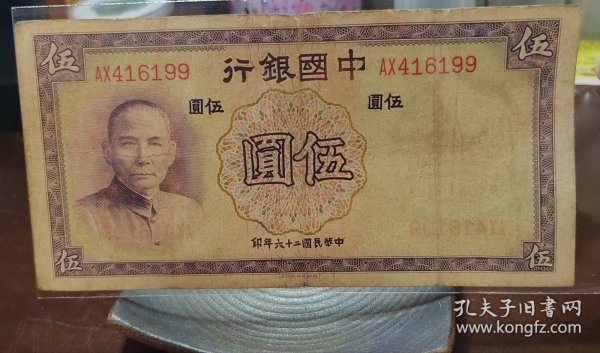 伍
伍
AX416199
行銀國中
AX416199
圓伍
伍圓
圓伍
印年六十二國民華中
伍
伍
孔夫子旧书网
www.kongfz.com